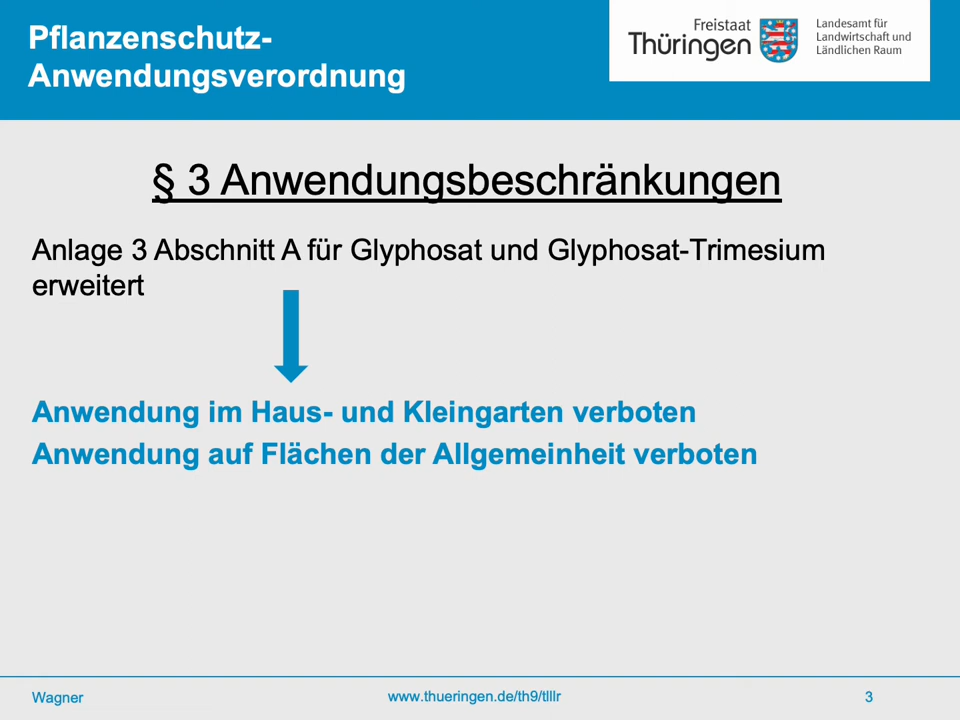 Pflanzenschutz-
Anwendungsverordnung
Freistaat
Thüringen
Landesamt für
Landwirtschaft und
Ländlichen Raum
§ 3 Anwendungsbeschränkungen
Anlage 3 Abschnitt A für Glyphosat und Glyphosat-Trimesium
erweitert
Anwendung im Haus- und Kleingarten verboten
Anwendung auf Flächen der Allgemeinheit verboten
Wagner
www.thueringen.de/th9/tlllr
3